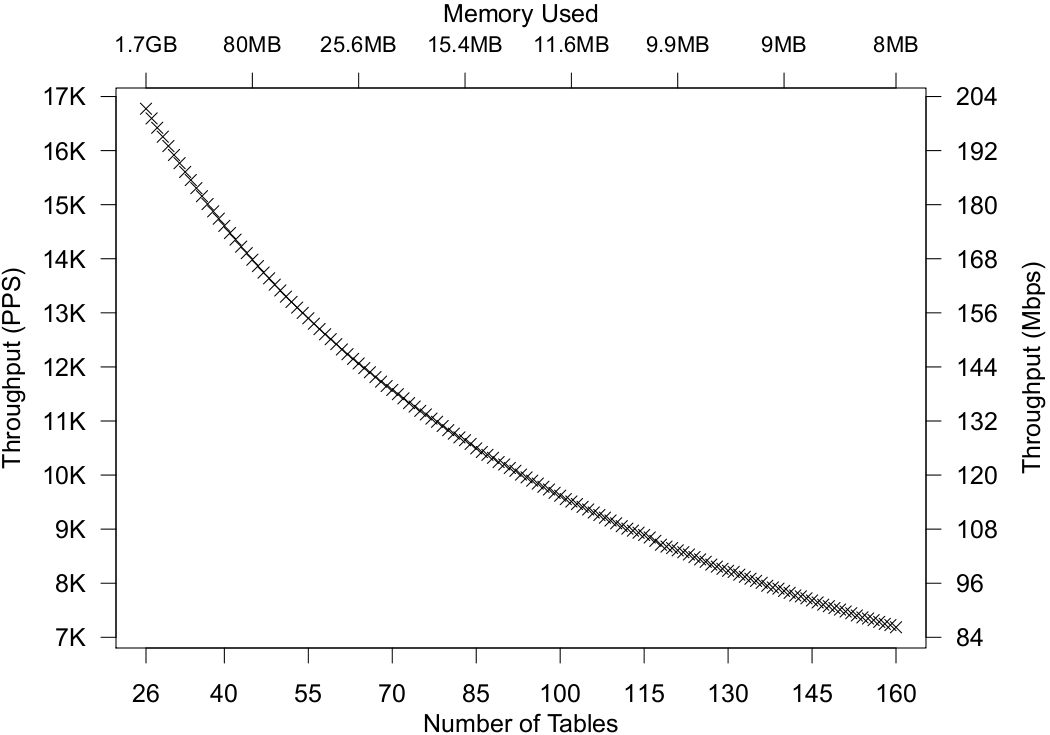 Memory Used
1.7GB 80MB 25.6MB 15.4MB 11.6MB 9.9MB 9MB 8MB
17K 204
16K 192
15K 180
14K 168
13K 156
12K 144
11K 132
10K 120
9K 108
8K 96
7K 84
Throughput (PPS)
Throughput (Mbps)
26 40 55 70 85 100 115 130 145 160
Number of Tables